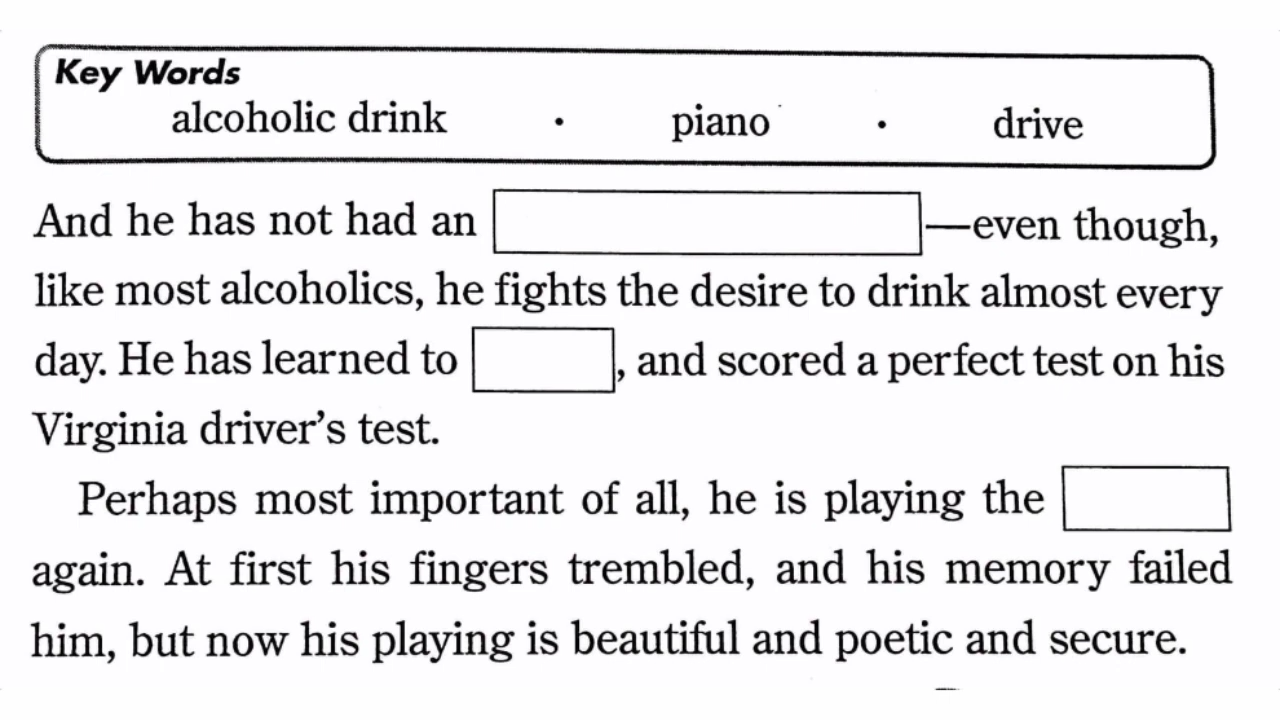 Key Words
alcoholic drink · piano · drive
And he has not had an —even though,
like most alcoholics, he fights the desire to drink almost every
day. He has learned to , and scored a perfect test on his
Virginia driver’s test.
Perhaps most important of all, he is playing the
again. At first his fingers trembled, and his memory failed
him, but now his playing is beautiful and poetic and secure.